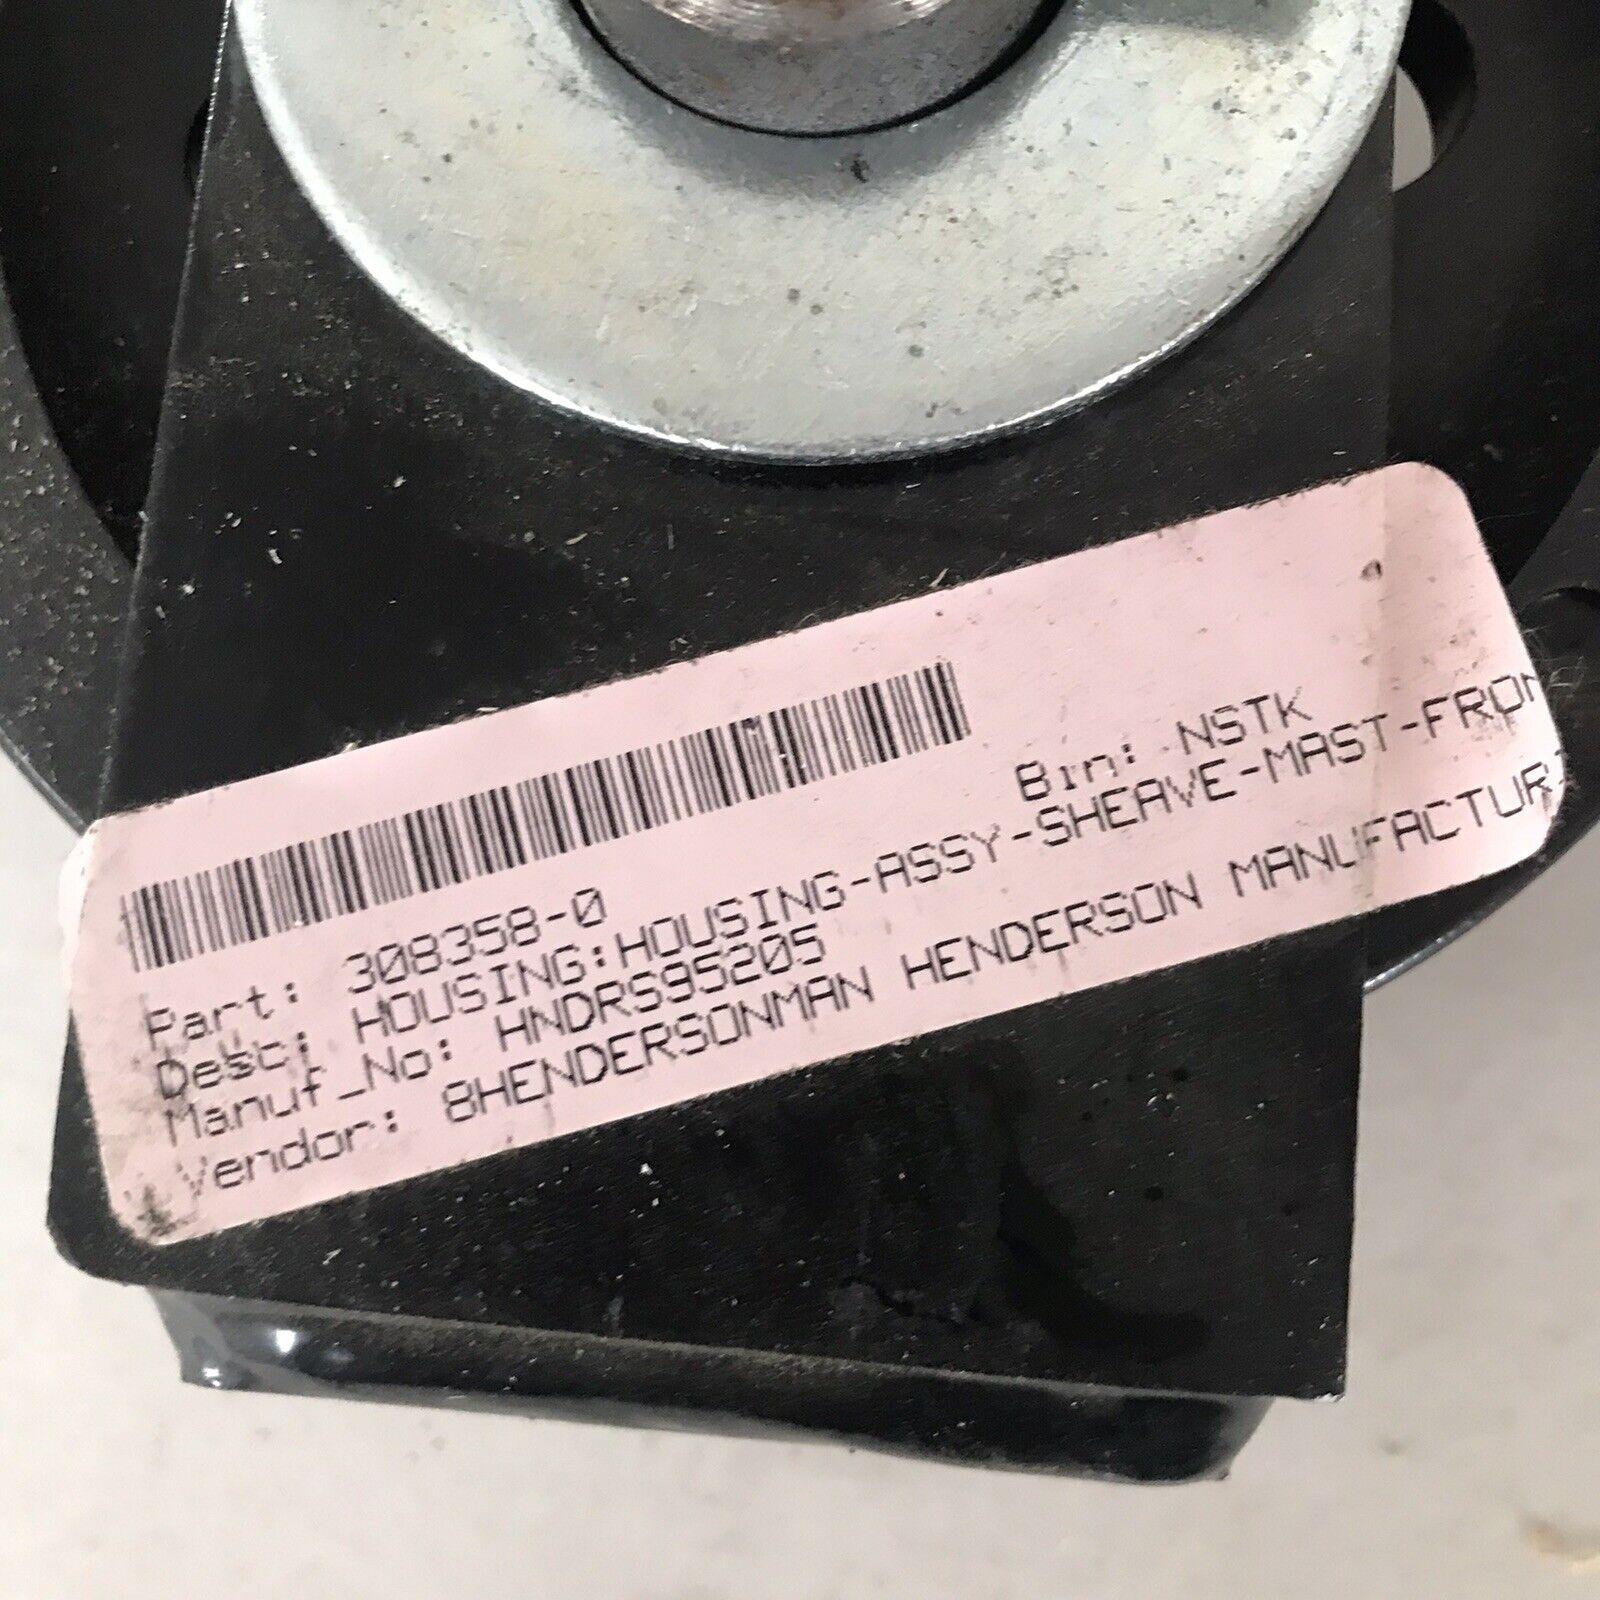 Bin: NSTK
Part: 308358-0
Desc: HOUSING:HOUSING-ASSY-SHEAVE-MAST-FRON
Manuf_No: HNDRS95205
Vendor: 8HENDERSONMAN HENDERSON MANUFACTUR